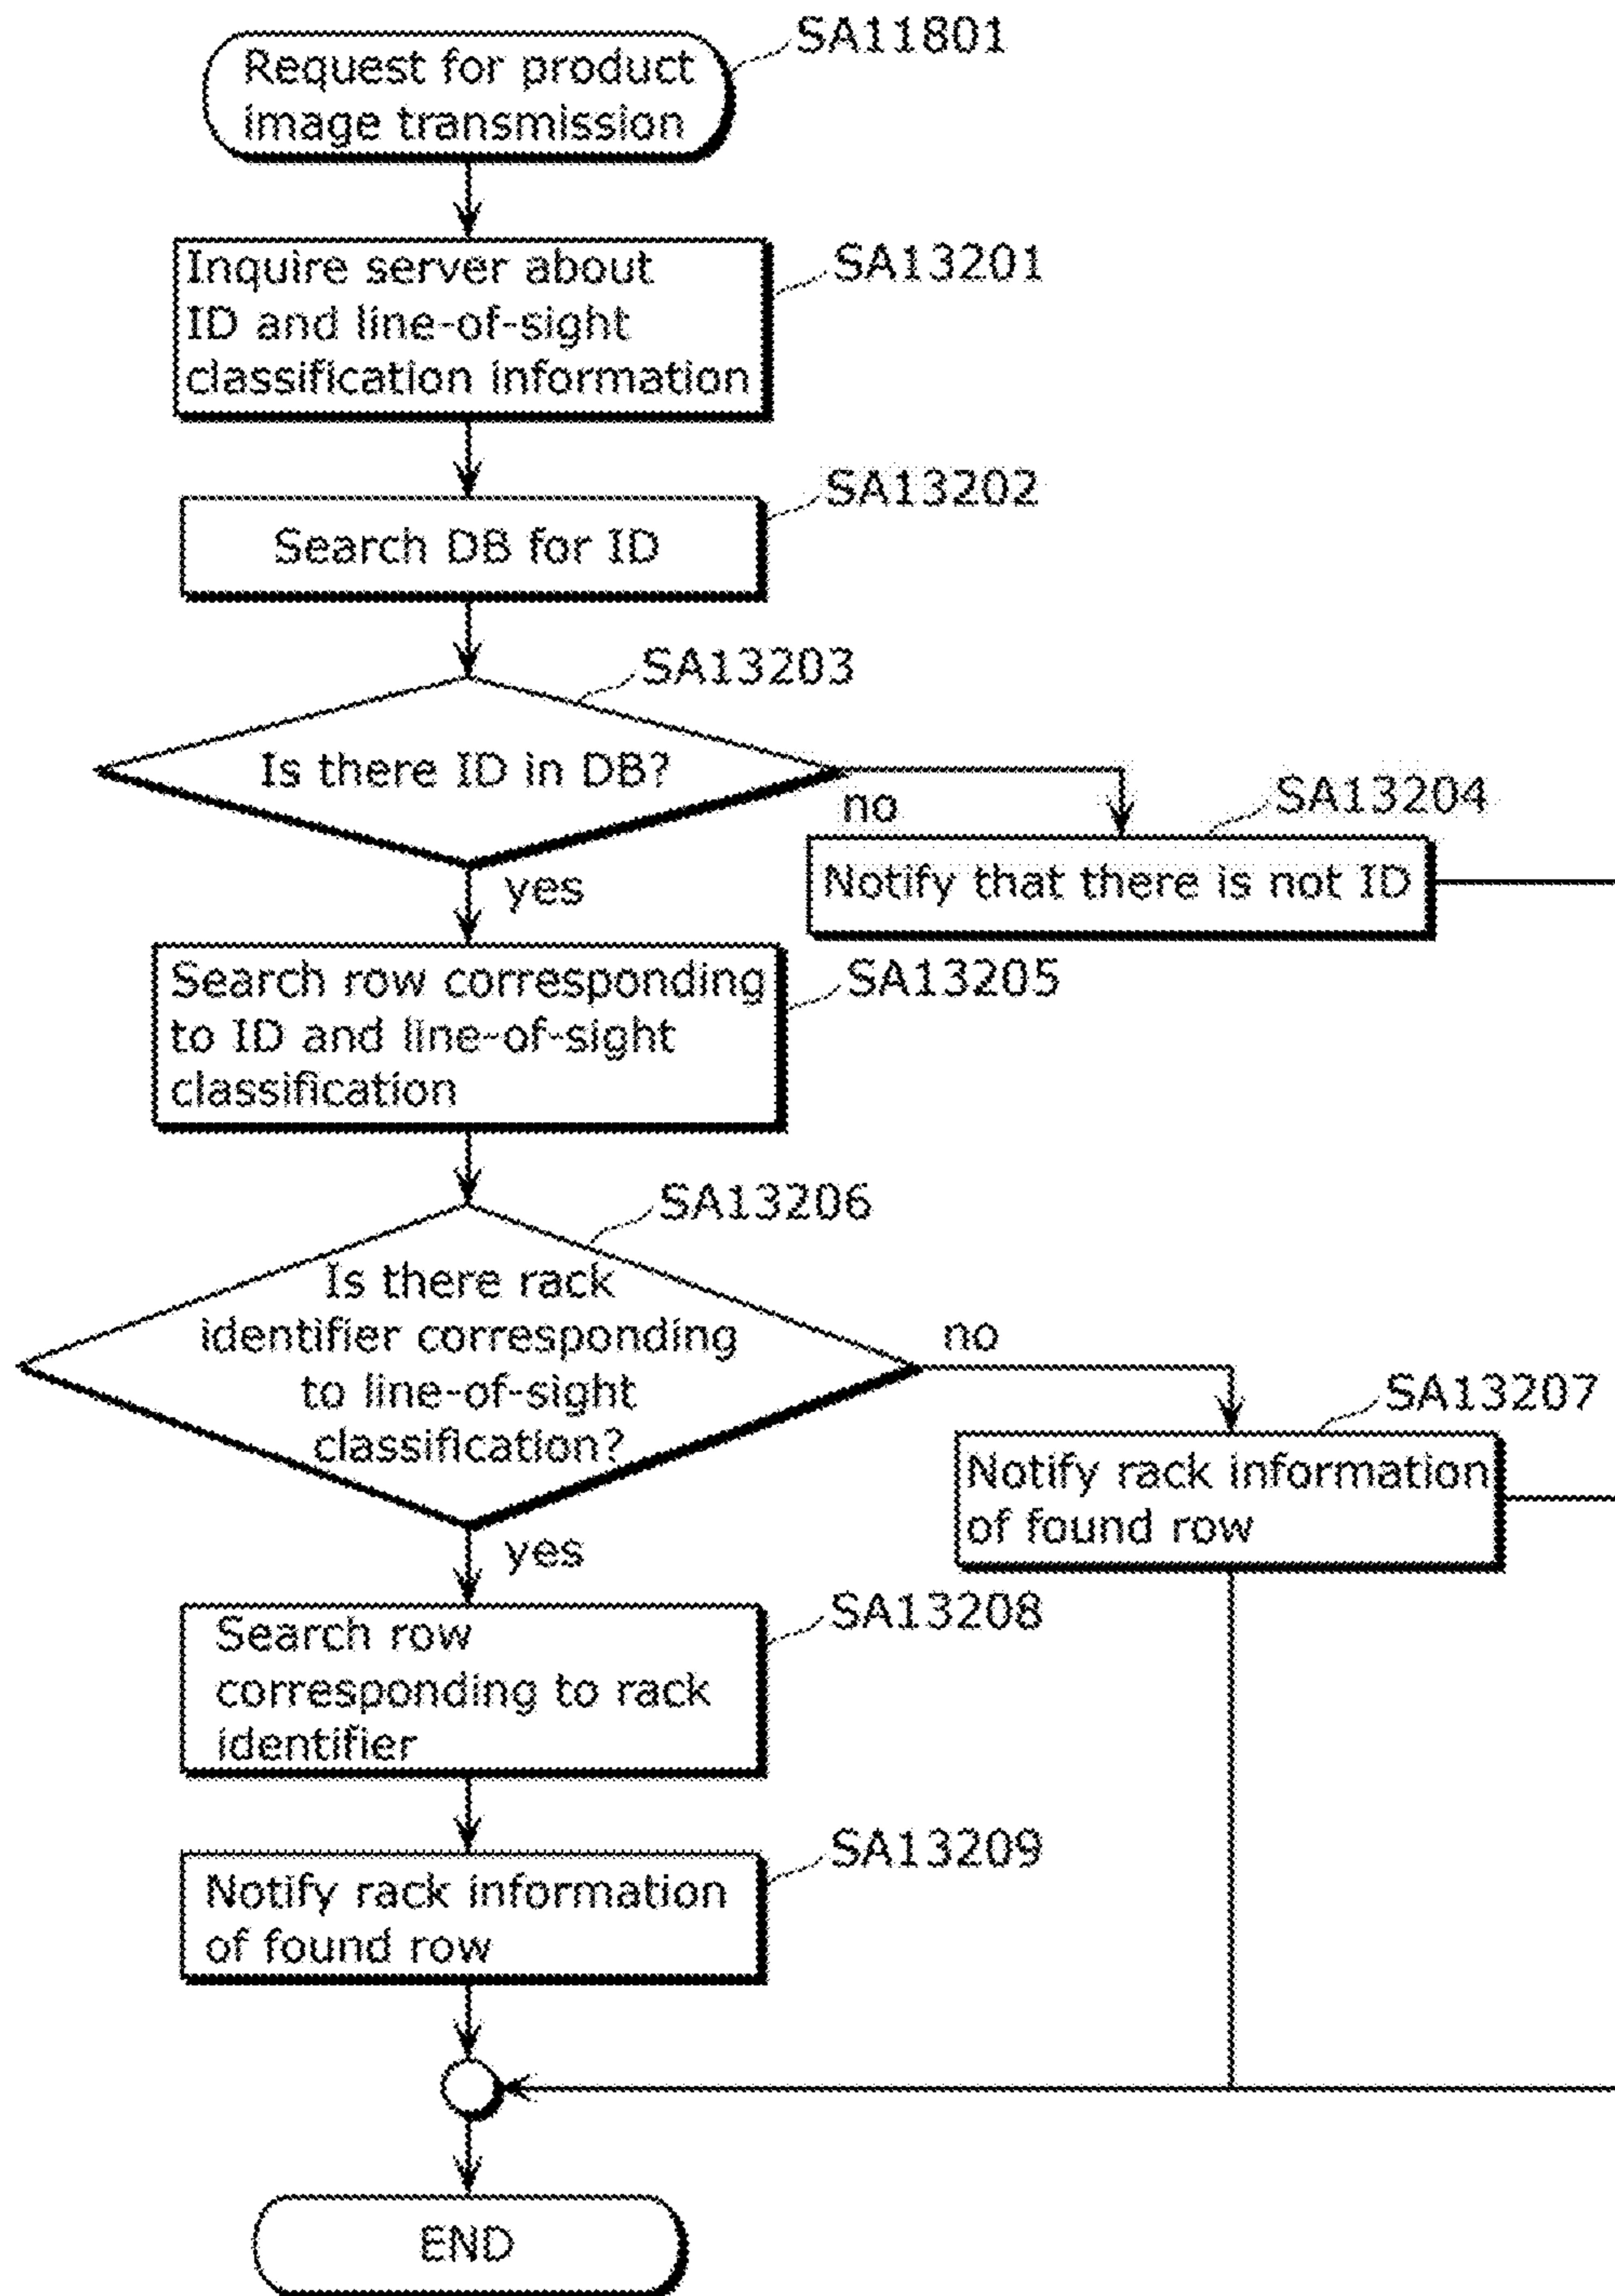 SA11801
Request for product
image transmission
SA13201
Inquire server about
ID and line-of-sight
classification information
SA13202
Search DB for ID
SA13203
Is there ID in DB?
no
SA13204
Notify that there is not ID
yes
SA13205
Search row corresponding
to ID and line-of-sight
classification
SA13206
Is there rack
identifier corresponding
to line-of-sight
classification?
no
SA13207
Notify rack information
of found row
yes
SA13208
Search row
corresponding to rack
identifier
SA13209
Notify rack information
of found row
END